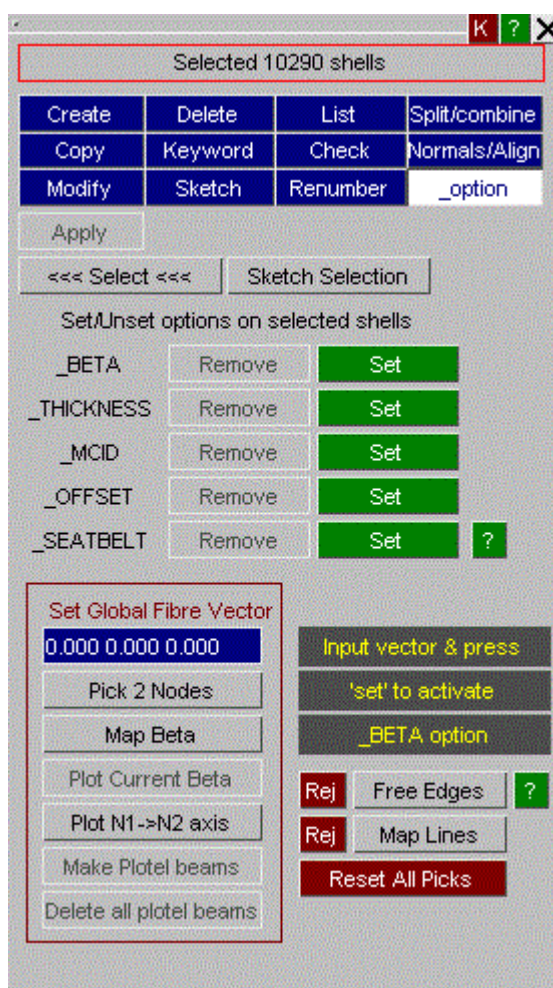 K ? X
Selected 10290 shells
Create Delete List Split/combine
Copy Keyword Check Normals/Align
Modify Sketch Renumber _option
Apply
<<< Select <<< Sketch Selection
Set/Unset options on selected shells
_BETA Remove Set
_THICKNESS Remove Set
_MCID Remove Set
_OFFSET Remove Set
_SEATBELT Remove Set ?
Set Global Fibre Vector
0.000 0.000 0.000
Pick 2 Nodes
Map Beta
Plot Current Beta
Plot N1->N2 axis
Make Plotel beams
Delete all plotel beams
Input vector & press
'set' to activate
_BETA option
Rej Free Edges ?
Rej Map Lines
Reset All Picks